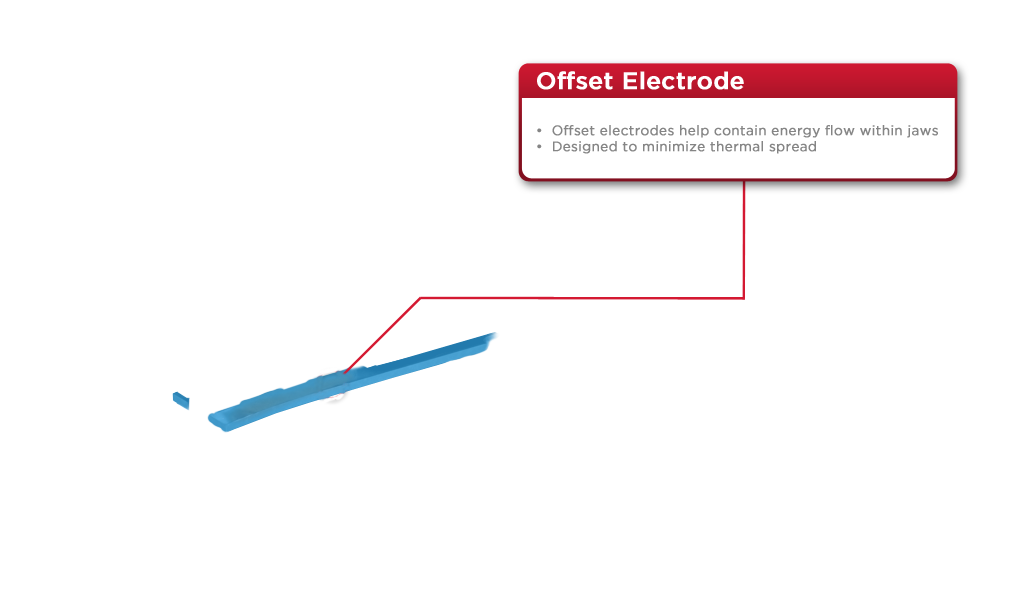 Offset Electrode
• Offset electrodes help contain energy flow within jaws
• Designed to minimize thermal spread